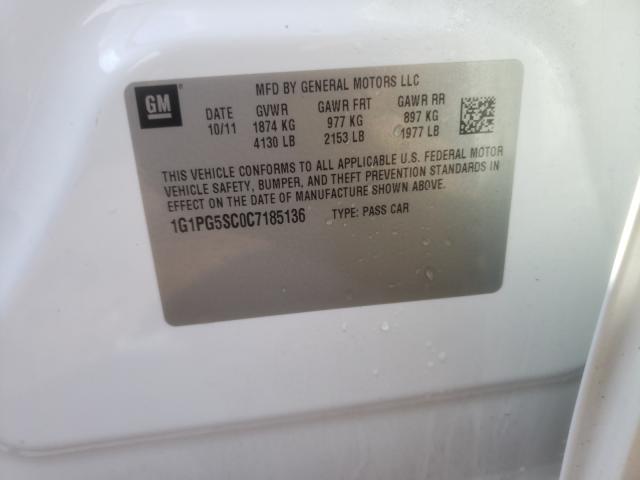 MFD BY GENERAL MOTORS LLC
GM
DATE GVWR GAWR FRT GAWR RR
10/11 1874 KG 977 KG 897 KG
4130 LB 2153 LB 1977 LB
THIS VEHICLE CONFORMS TO ALL APPLICABLE U.S. FEDERAL MOTOR
VEHICLE SAFETY, BUMPER, AND THEFT PREVENTION STANDARDS IN
EFFECT ON THE DATE OF MANUFACTURE SHOWN ABOVE.
1G1PG5SC0C7185136 TYPE: PASS CAR